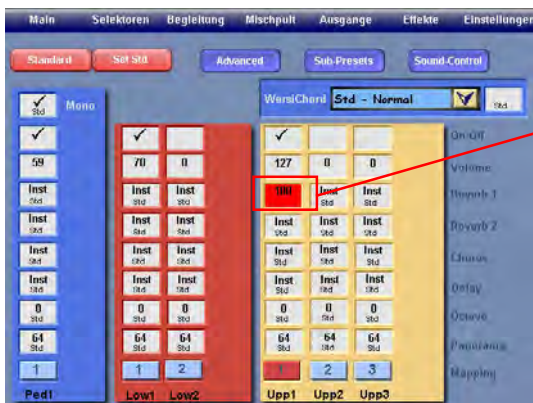 Main Selektoren Begleitung Mischpult Ausgänge Effekte Einstellungen
Standard Set Std Advanced Sub-Presets Sound-Control
Std Mono WersiChord Std - Normal Std
On-Off
59 70 0 127 0 0 Volume
Inst Std Inst Std Inst Std 100 Inst Std Inst Std Reverb 1
Inst Std Inst Std Inst Std Inst Std Inst Std Inst Std Reverb 2
Inst Std Inst Std Inst Std Inst Std Inst Std Inst Std Chorus
Inst Std Inst Std Inst Std Inst Std Inst Std Inst Std Delay
0 Std 0 Std 0 Std 0 Std 0 Std 0 Std Octave
64 Std 64 Std 64 Std 64 Std 64 Std 64 Std Panorama
1 1 2 1 2 3 Mapping
Ped1 Low1 Low2 Upp1 Upp2 Upp3